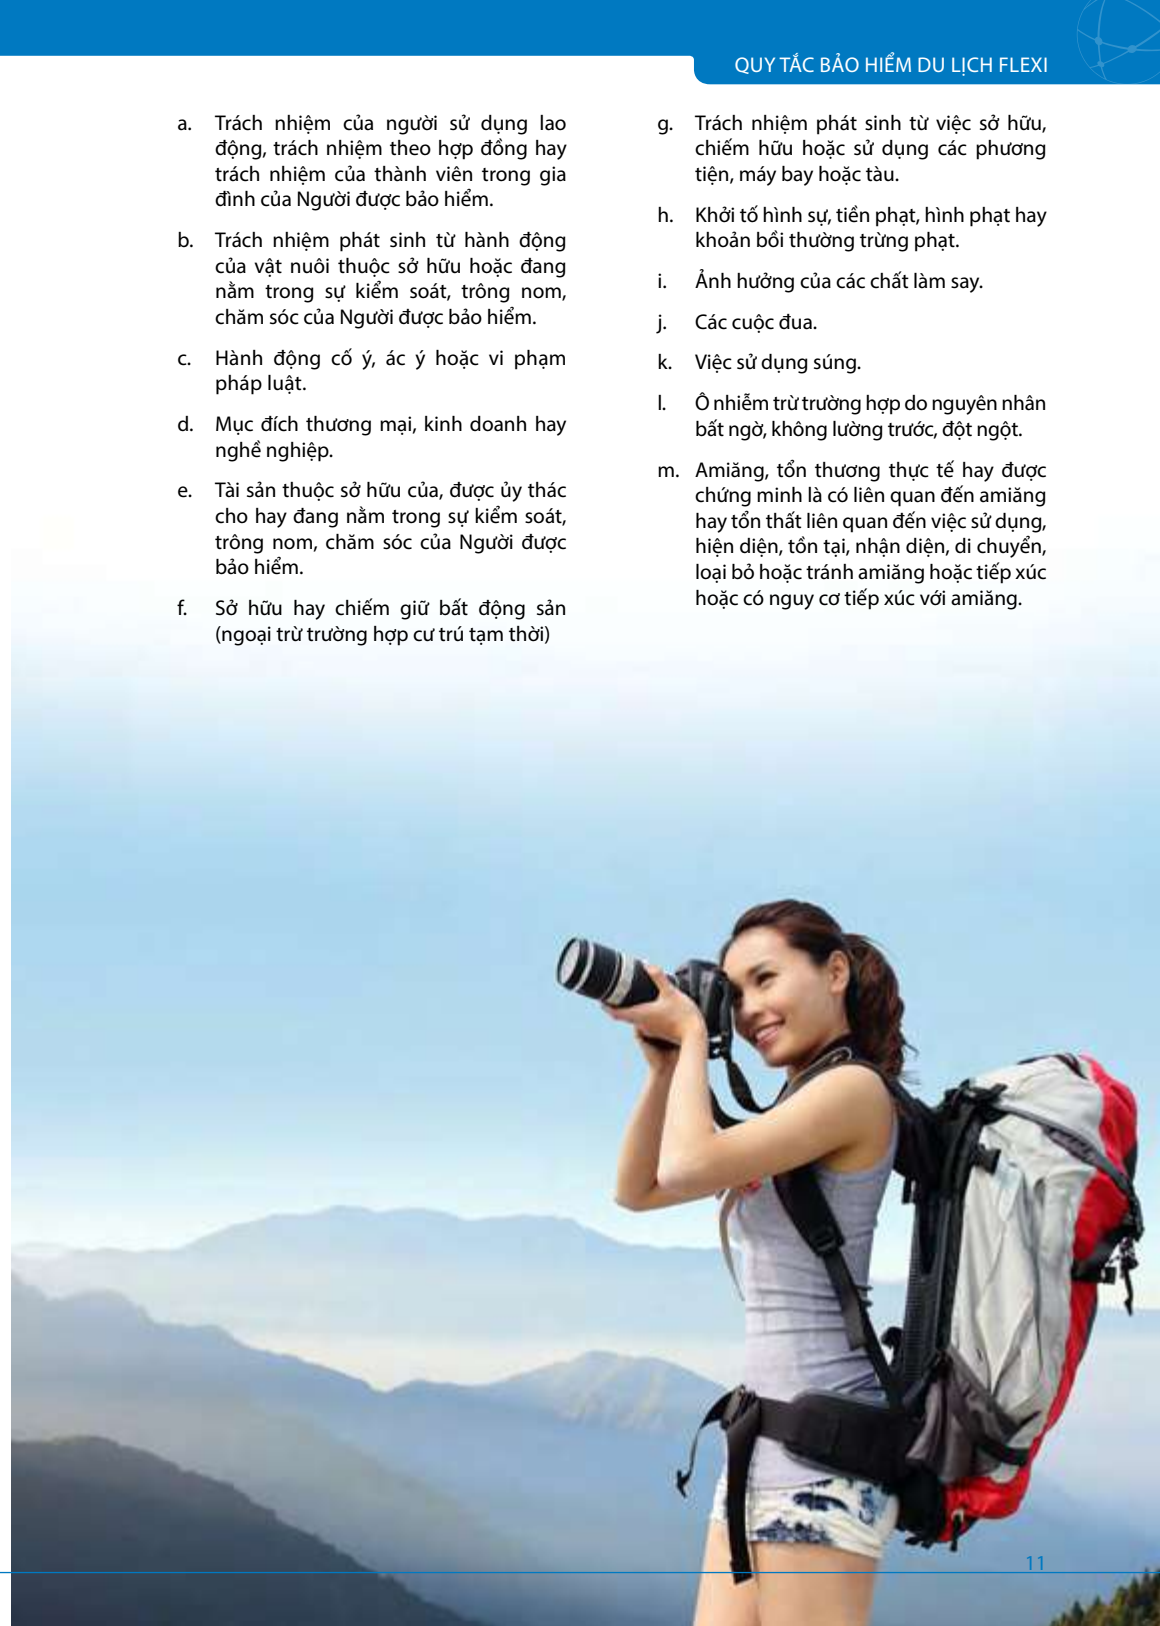 QUY TẮC BẢO HIỂM DU LỊCH FLEXI
a. Trách nhiệm của người sử dụng lao
động, trách nhiệm theo hợp đồng hay
trách nhiệm của thành viên trong gia
đình của Người được bảo hiểm.
b. Trách nhiệm phát sinh từ hành động
của vật nuôi thuộc sở hữu hoặc đang
nằm trong sự kiểm soát, trông nom,
chăm sóc của Người được bảo hiểm.
c. Hành động cố ý, ác ý hoặc vi phạm
pháp luật.
d. Mục đích thương mại, kinh doanh hay
nghề nghiệp.
e. Tài sản thuộc sở hữu của, được ủy thác
cho hay đang nằm trong sự kiểm soát,
trông nom, chăm sóc của Người được
bảo hiểm.
f. Sở hữu hay chiếm giữ bất động sản
(ngoại trừ trường hợp cư trú tạm thời)
g. Trách nhiệm phát sinh từ việc sở hữu,
chiếm hữu hoặc sử dụng các phương
tiện, máy bay hoặc tàu.
h. Khởi tố hình sự, tiền phạt, hình phạt hay
khoản bồi thường trừng phạt.
i. Ảnh hưởng của các chất làm say.
j. Các cuộc đua.
k. Việc sử dụng súng.
l. Ô nhiễm trừ trường hợp do nguyên nhân
bất ngờ, không lường trước, đột ngột.
m. Amiăng, tổn thương thực tế hay được
chứng minh là có liên quan đến amiăng
hay tổn thất liên quan đến việc sử dụng,
hiện diện, tồn tại, nhận diện, di chuyển,
loại bỏ hoặc tránh amiăng hoặc tiếp xúc
hoặc có nguy cơ tiếp xúc với amiăng.
11